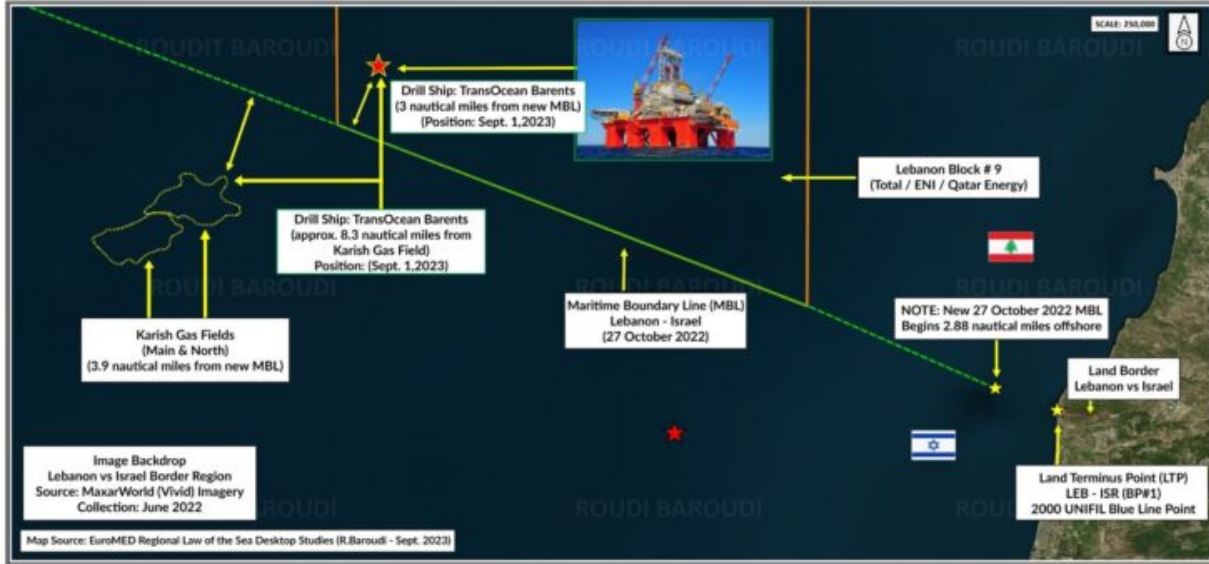 ROUDIT BAROUDI
ROUDI BAROUDI
ROUDI BAROUDI
SCALE: 250,000
N
Drill Ship: TransOcean Barents
(3 nautical miles from new MBL)
(Position: Sept. 1,2023)
Lebanon Block # 9
(Total / ENI / Qatar Energy)
Drill Ship: TransOcean Barents
(approx. 8.3 nautical miles from
Karish Gas Field)
Position: (Sept. 1,2023)
ROUDI BAROUDI
ROUDI BAROUDI
ROUDI BAROUDI
Karish Gas Fields
(Main & North)
(3.9 nautical miles from new MBL)
Maritime Boundary Line (MBL)
Lebanon - Israel
(27 October 2022)
NOTE: New 27 October 2022 MBL
Begins 2.88 nautical miles offshore
Land Border
Lebanon vs Israel
Image Backdrop
Lebanon vs Israel Border Region
Source: MaxarWorld (Vivid) Imagery
Collection: June 2022
Land Terminus Point (LTP)
LEB - ISR (BP#1)
2000 UNIFIL Blue Line Point
ROUDI BAROUDI
ROUDI BAROUDI
ROUDI BAROUDI
Map Source: EuroMED Regional Law of the Sea Desktop Studies (R.Baroudi - Sept. 2023)